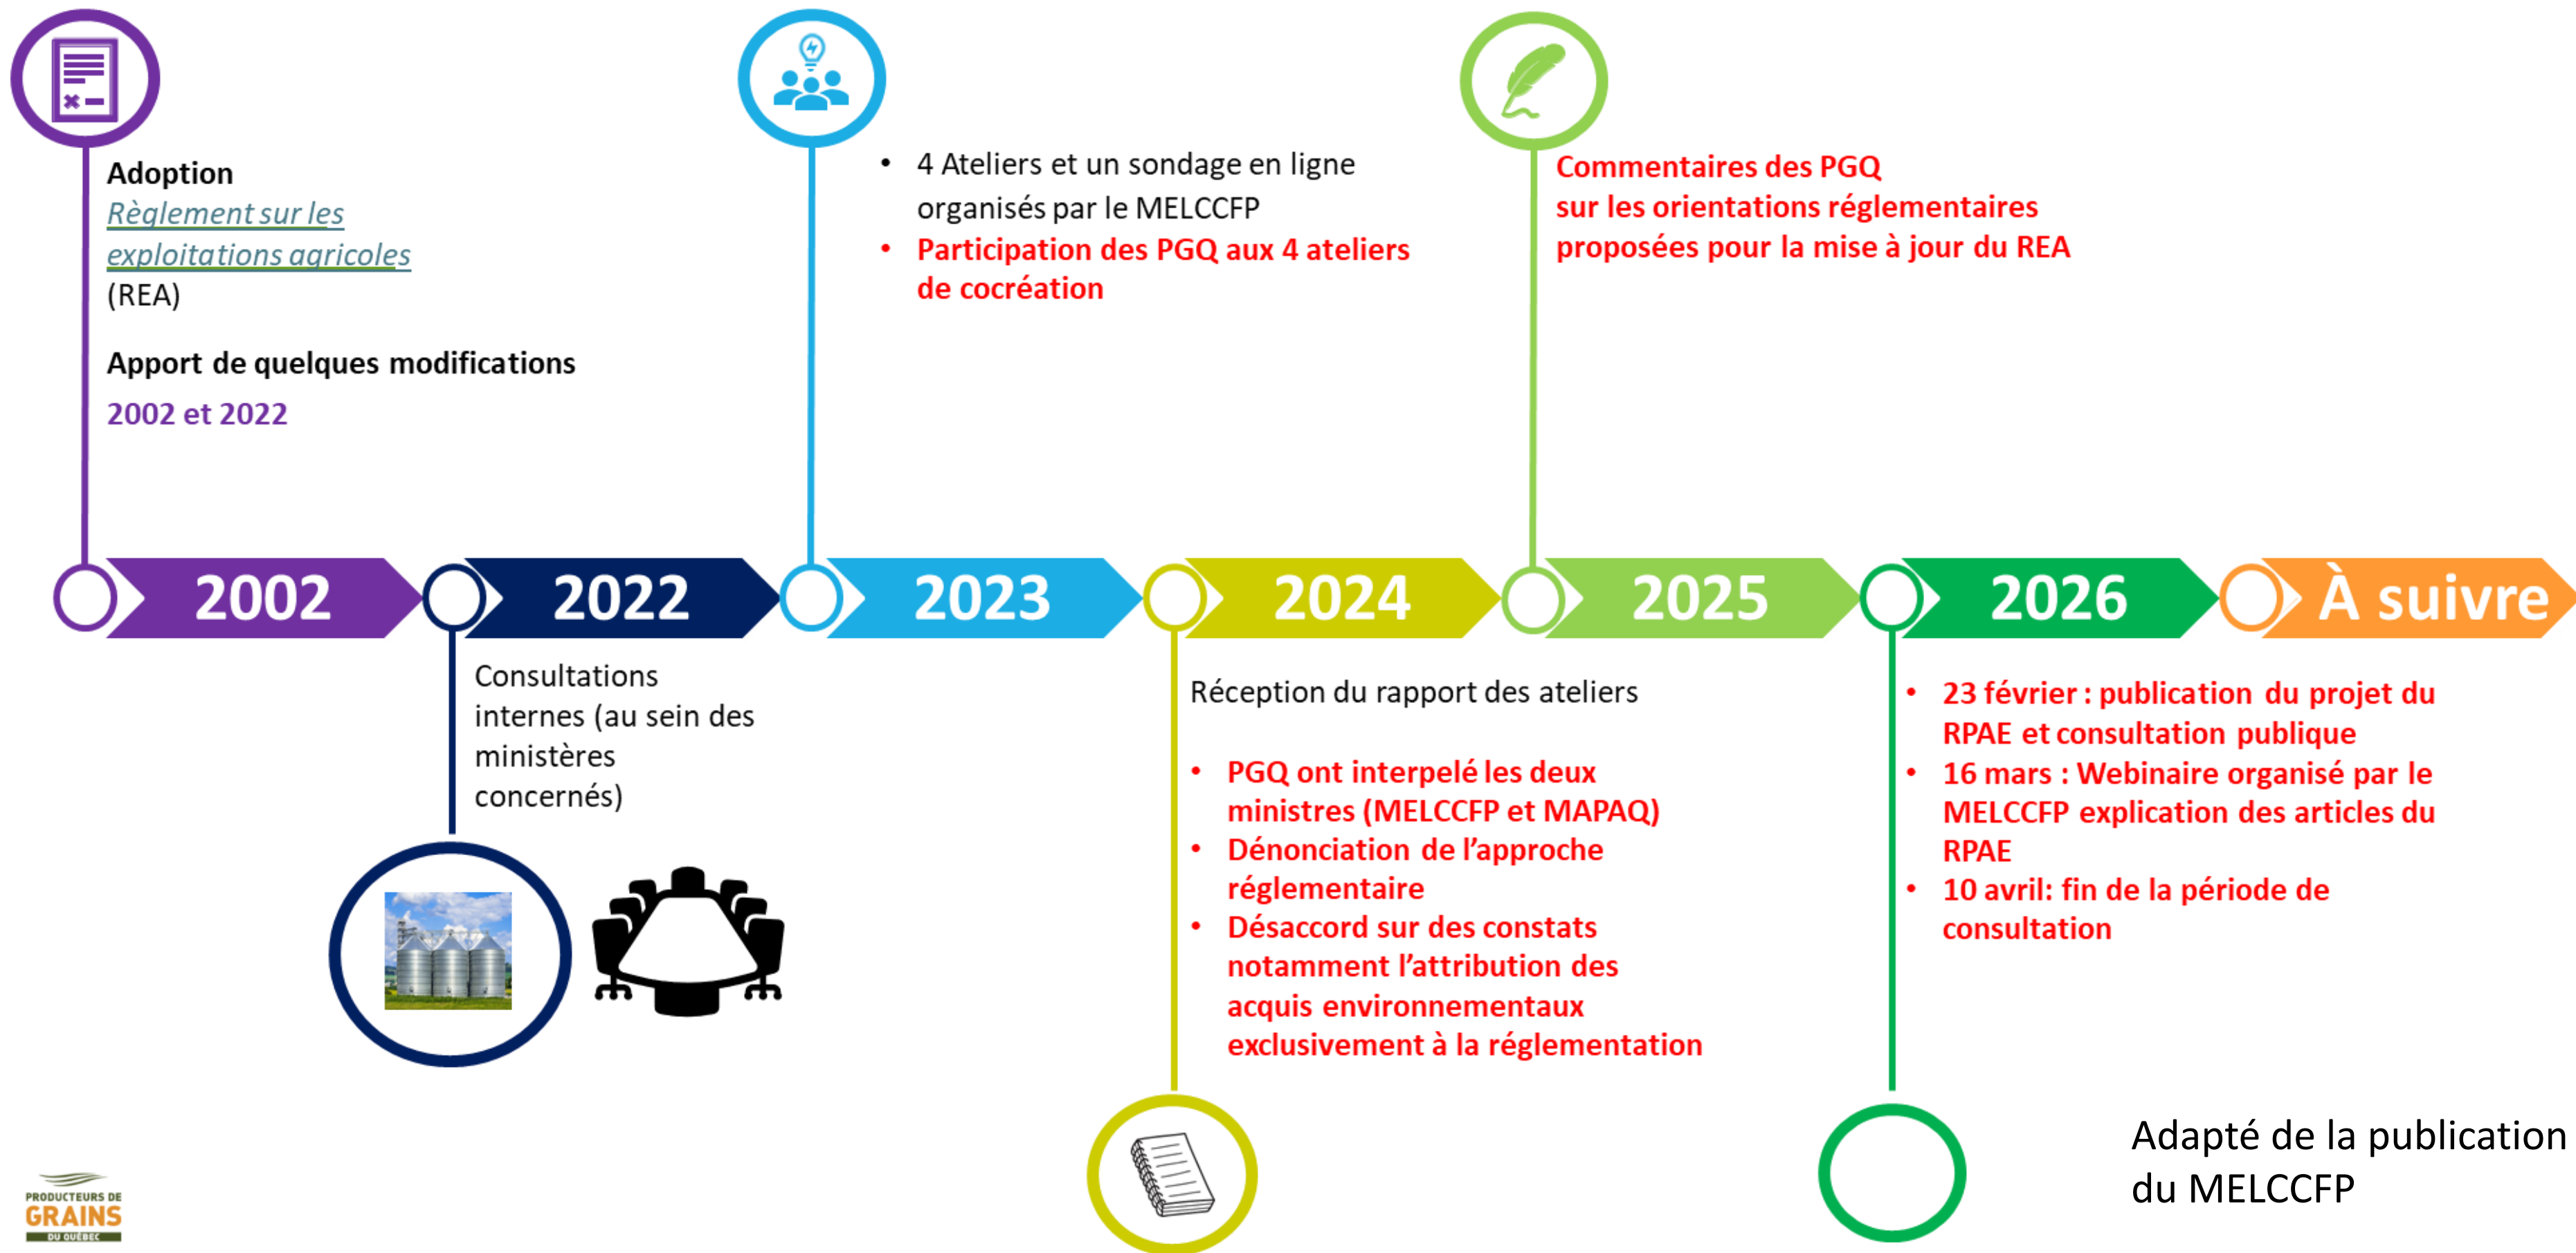 Adoption
Règlement sur les
exploitations agricoles
(REA)
Apport de quelques modifications
2002 et 2022
• 4 Ateliers et un sondage en ligne
organisés par le MELCCFP
• Participation des PGQ aux 4 ateliers
de cocréation
Commentaires des PGQ
sur les orientations réglementaires
proposées pour la mise à jour du REA
2002
2022
2023
2024
2025
2026
À suivre
Consultations
internes (au sein des
ministères
concernés)
Réception du rapport des ateliers
• PGQ ont interpelé les deux
ministres (MELCCFP et MAPAQ)
• Dénonciation de l’approche
réglementaire
• Désaccord sur des constats
notamment l’attribution des
acquis environnementaux
exclusivement à la réglementation
• 23 février : publication du projet du
RPAE et consultation publique
• 16 mars : Webinaire organisé par le
MELCCFP explication des articles du
RPAE
• 10 avril: fin de la période de
consultation
Adapté de la publication
du MELCCFP
PRODUCTEURS DE
GRAINS
DU QUÉBEC